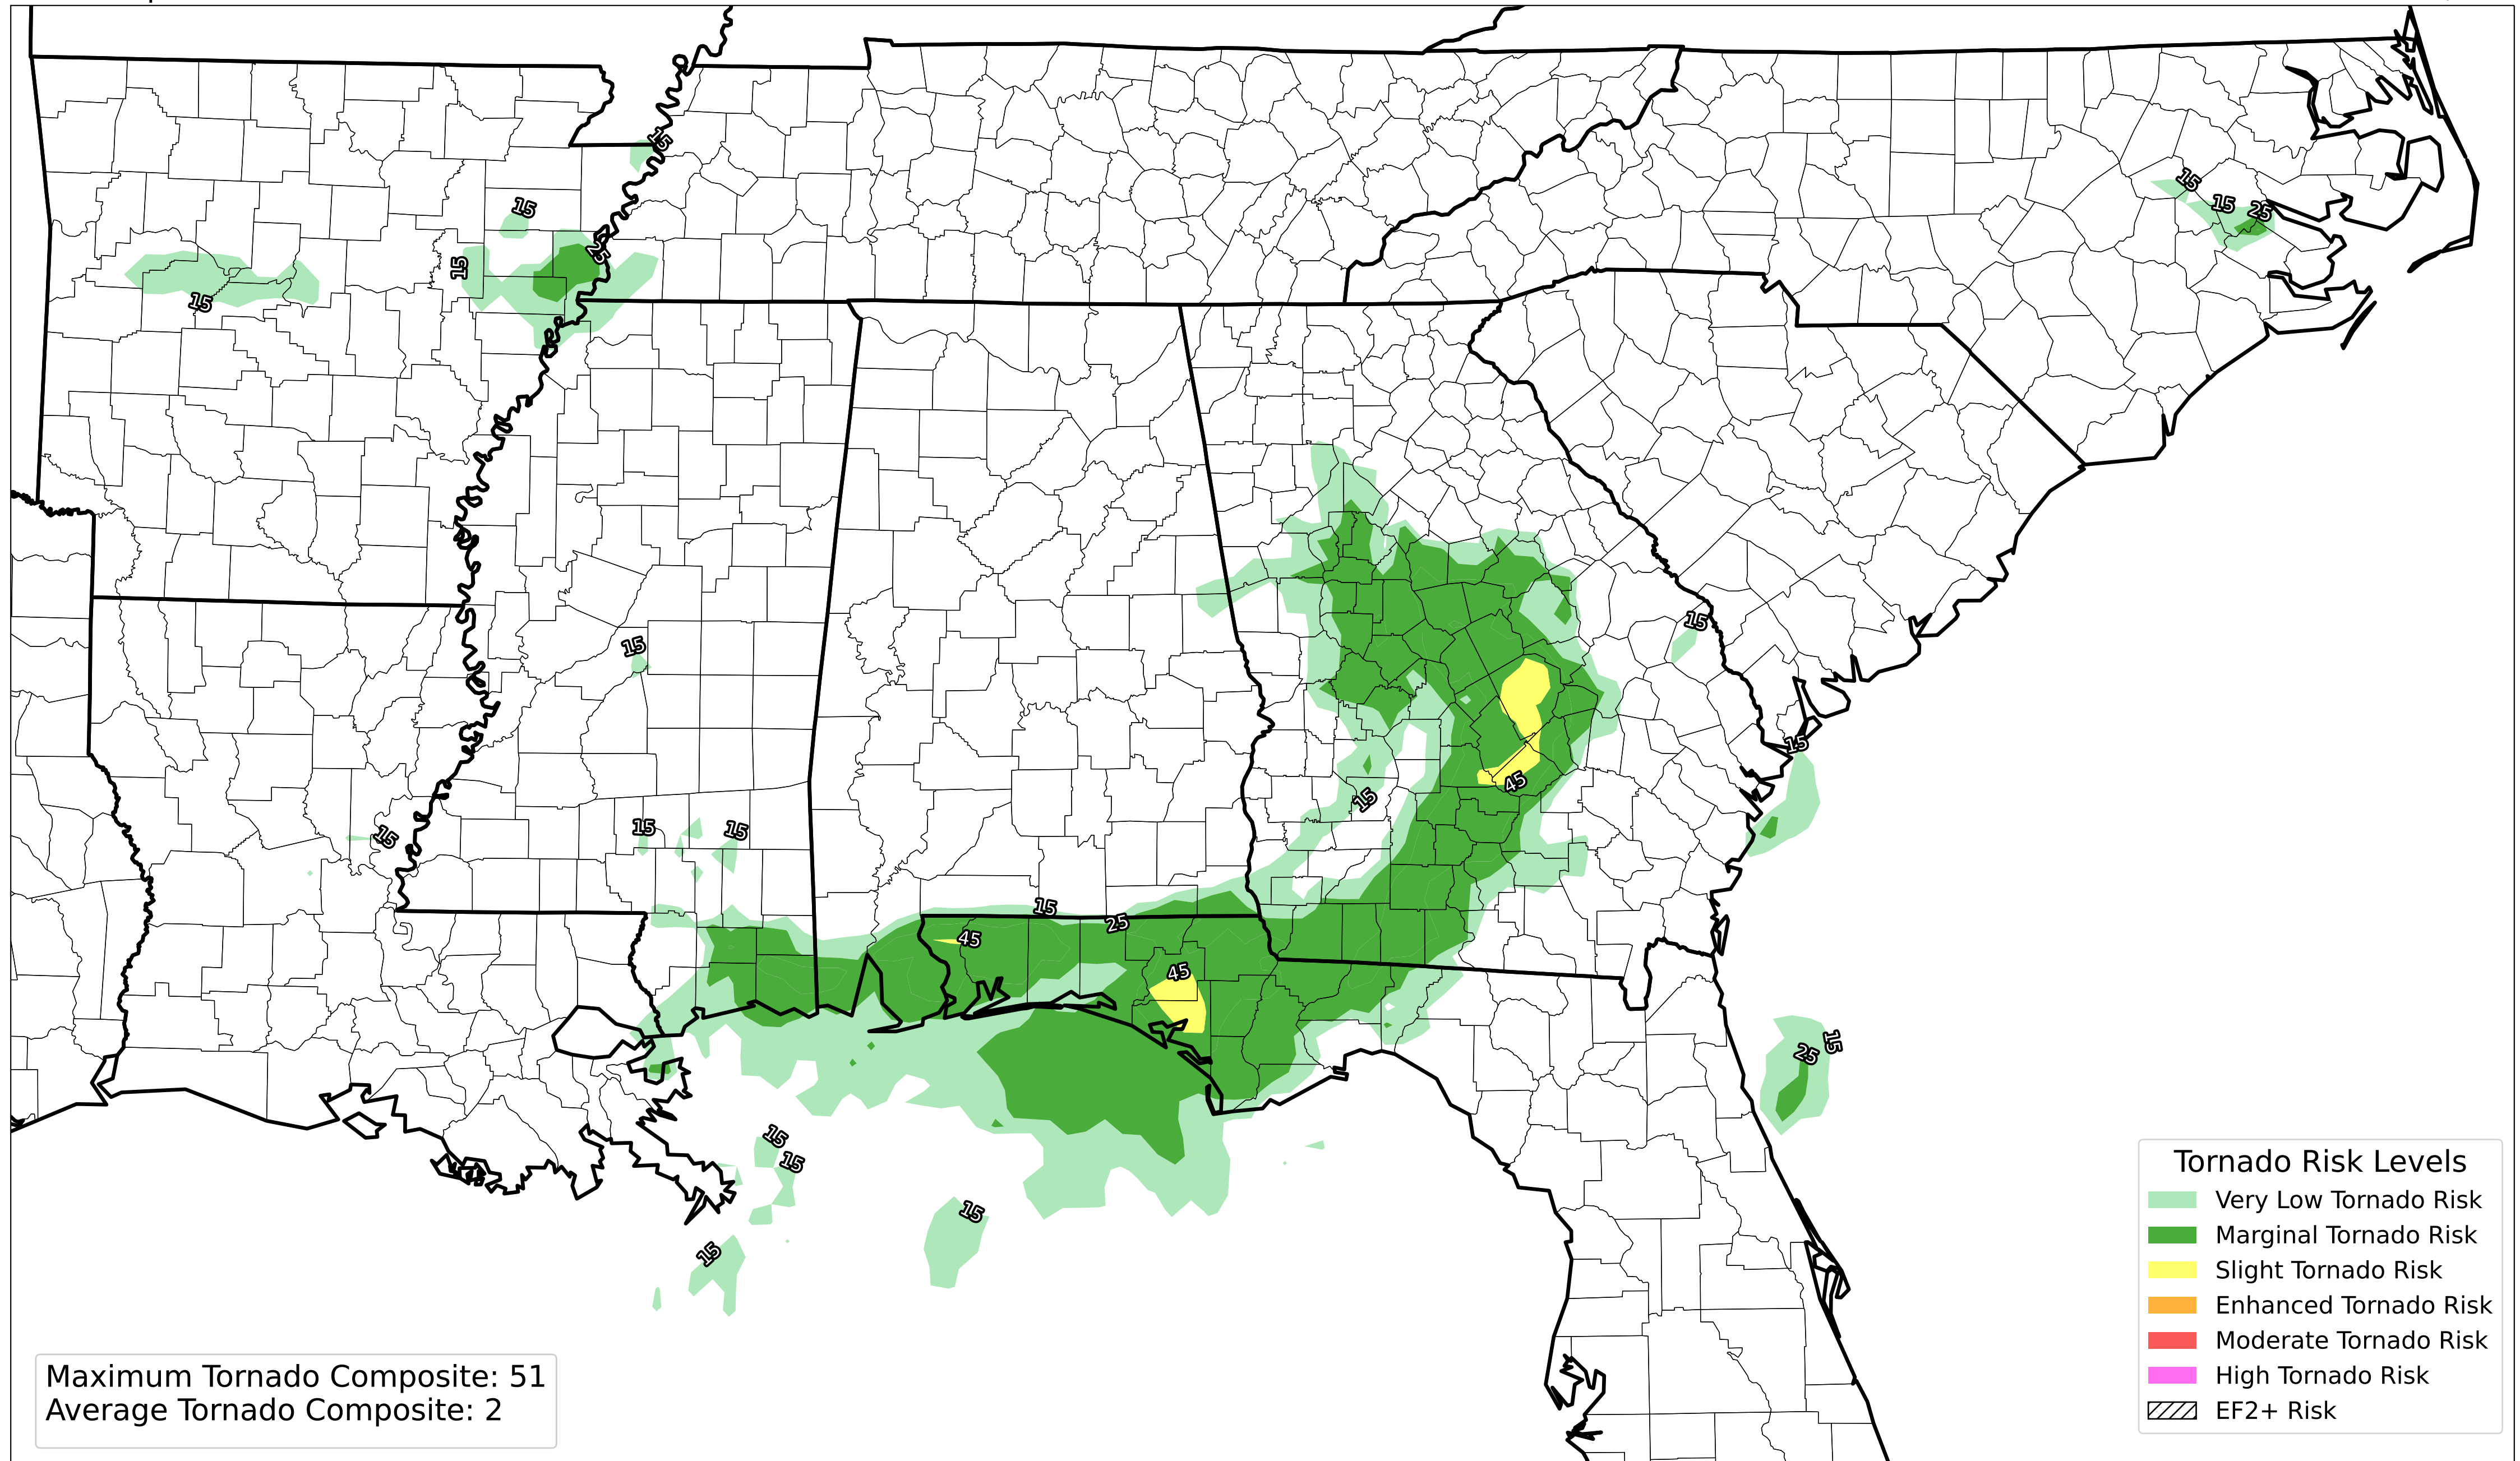 15
15
15
25
15
15
15
25
15
15
15
45
15
15
15
15
15
15
25
45
45
15
25
15
15
15
15
Tornado Risk Levels
Very Low Tornado Risk
Marginal Tornado Risk
Slight Tornado Risk
Enhanced Tornado Risk
Moderate Tornado Risk
High Tornado Risk
EF2+ Risk
Maximum Tornado Composite: 51
Average Tornado Composite: 2